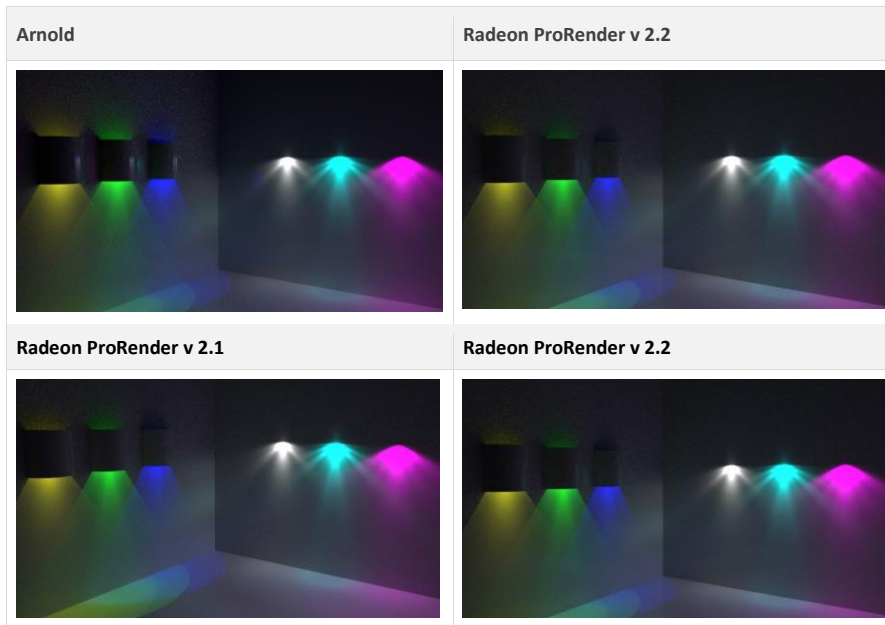 Arnold
Radeon ProRender v 2.2
Radeon ProRender v 2.1
Radeon ProRender v 2.2